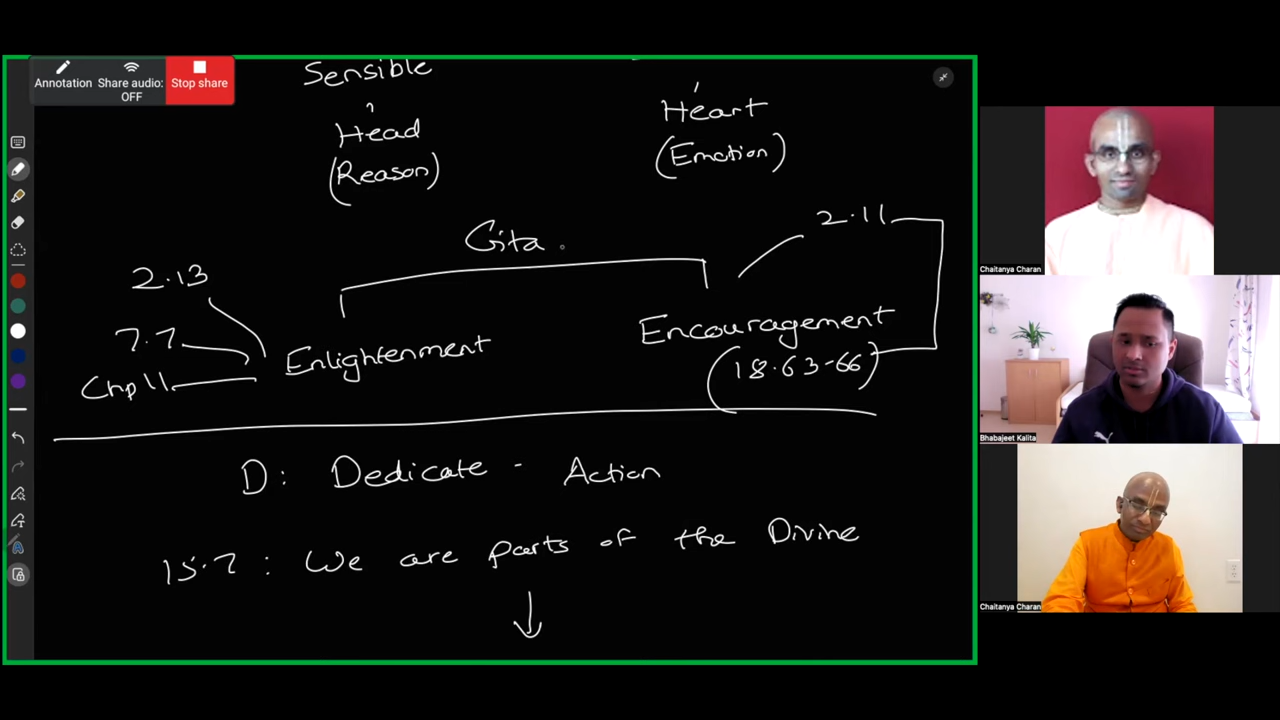 Annotation Share audio: OFF Stop share
Sensible
Head
(Reason)
Heart
(Emotion)
Gita
2.13
7.7
Chp 11
Enlightenment
2.11
Encouragement
(18.63-66)
D: Dedicate - Action
15.7: We are parts of the Divine
Chaitanya Charan
Bhabajeet Kalita
Chaitanya Charan